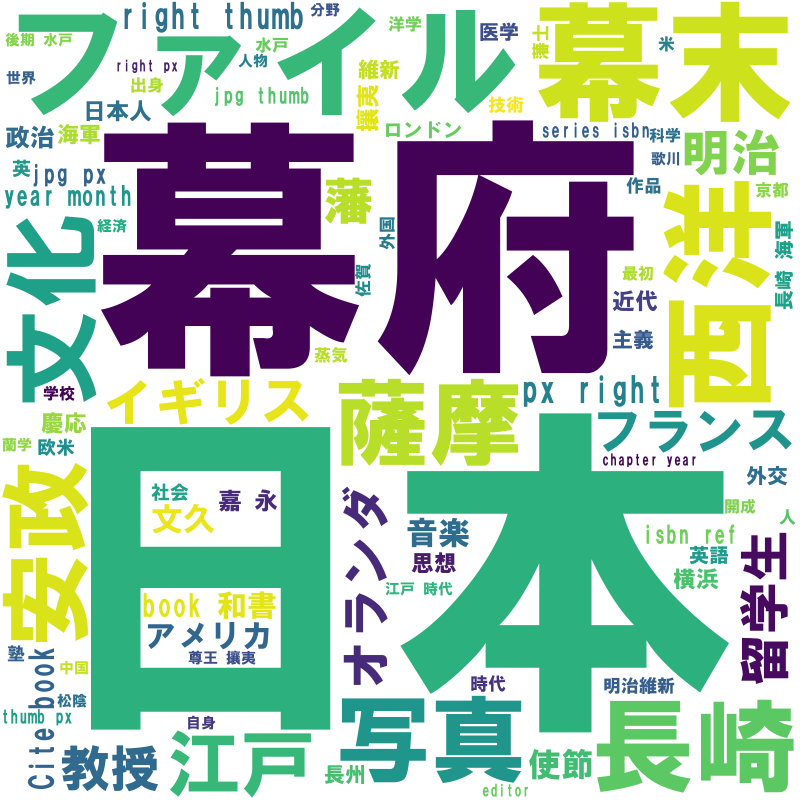 right thumb
分野
洋学
医学
藩士
幕末
米
後期 水戸
ファイル
水戸
人物
right px
世界
出身
jpg thumb
維新
攘夷
技術
日本人
政治
海軍
ロンドン
series isbn
科学
明治
歌川
英
jpg px
year month
藩
作品
京都
経済
幕府
外国
西洋
長崎 海軍
文化
佐賀
最初
近代
主義
蒸気
学校
イギリス
薩摩
px right
フランス
慶応
欧米
蘭学
chapter year
外交
安政
日本
社会
嘉 永
文久
オランダ
音楽
思想
開成
人
isbn ref
英語
横浜
留学生
江戸 時代
book 和書
アメリカ
尊王 攘夷
塾
中国
Cite book
松陰
thumb px
時代
明治維新
自身
写真
長崎
教授
江戸
長州
使節
editor